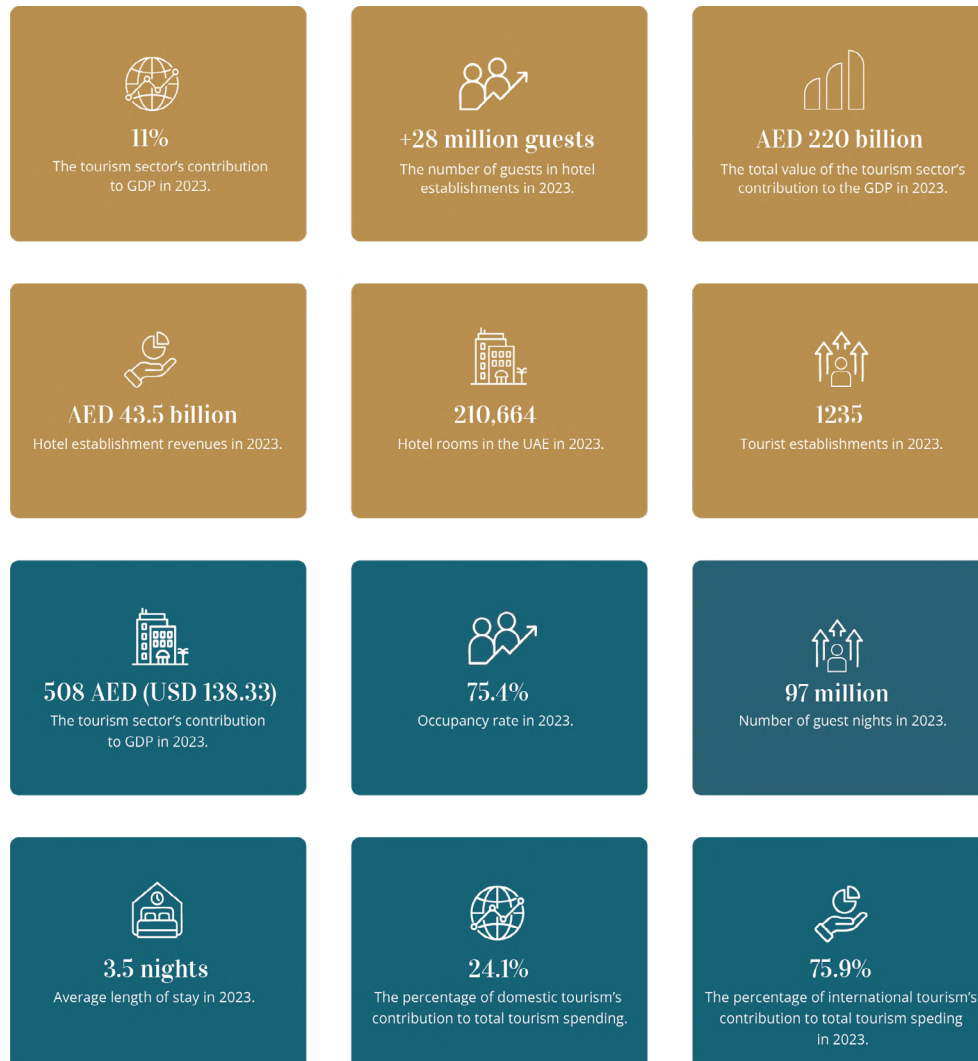 11%
The tourism sector's contribution
to GDP in 2023.
+28 million guests
The number of guests in hotel
establishments in 2023.
AED 220 billion
The total value of the tourism sector's
contribution to the GDP in 2023.
AED 43.5 billion
Hotel establishment revenues in 2023.
210,664
Hotel rooms in the UAE in 2023.
1235
Tourist establishments in 2023.
508 AED (USD 138.33)
The tourism sector's contribution
to GDP in 2023.
75.4%
Occupancy rate in 2023.
97 million
Number of guest nights in 2023.
3.5 nights
Average length of stay in 2023.
24.1%
The percentage of domestic tourism's
contribution to total tourism spending.
75.9%
The percentage of international tourism's
contribution to total tourism speding
in 2023.